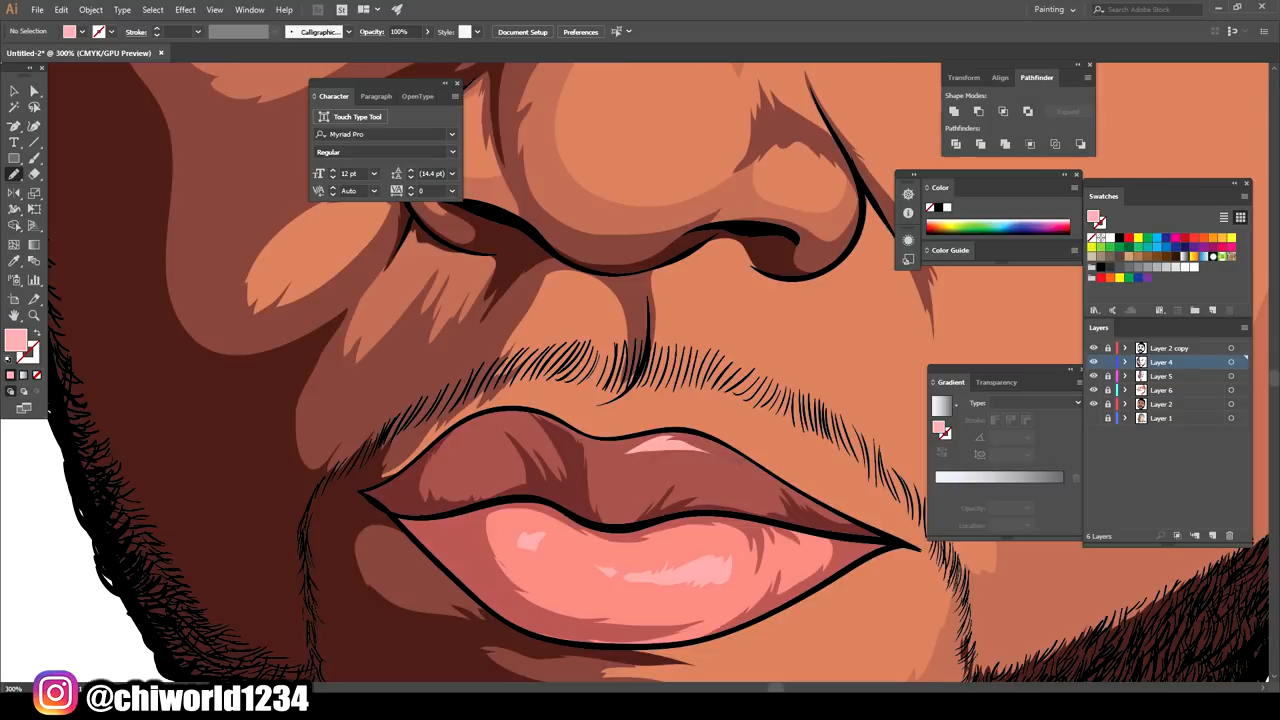 Ai File Edit Object Type Select Effect View Window Help Br St Painting Search Adobe Stock
No Selection Stroke: Calligraphic... Opacity: 100% Style: Document Setup Preferences
Untitled-2* @ 300% (CMYK/GPU Preview)
Character Paragraph OpenType
Touch Type Tool
Myriad Pro
Regular
12 pt (14.4 pt)
Auto 0
Transform Align Pathfinder
Shape Modes:
Expand
Pathfinders:
Color
Color Guide
Swatches
Layers
Layer 2 copy
Layer 4
Layer 5
Layer 6
Layer 2
Layer 1
6 Layers
Gradient Transparency
Type:
Stroke:
Opacity:
Location:
300%
@chiworld1234